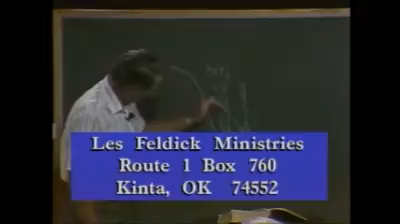 Les Feldick Ministries
Route 1 Box 760
Kinta, OK 74552